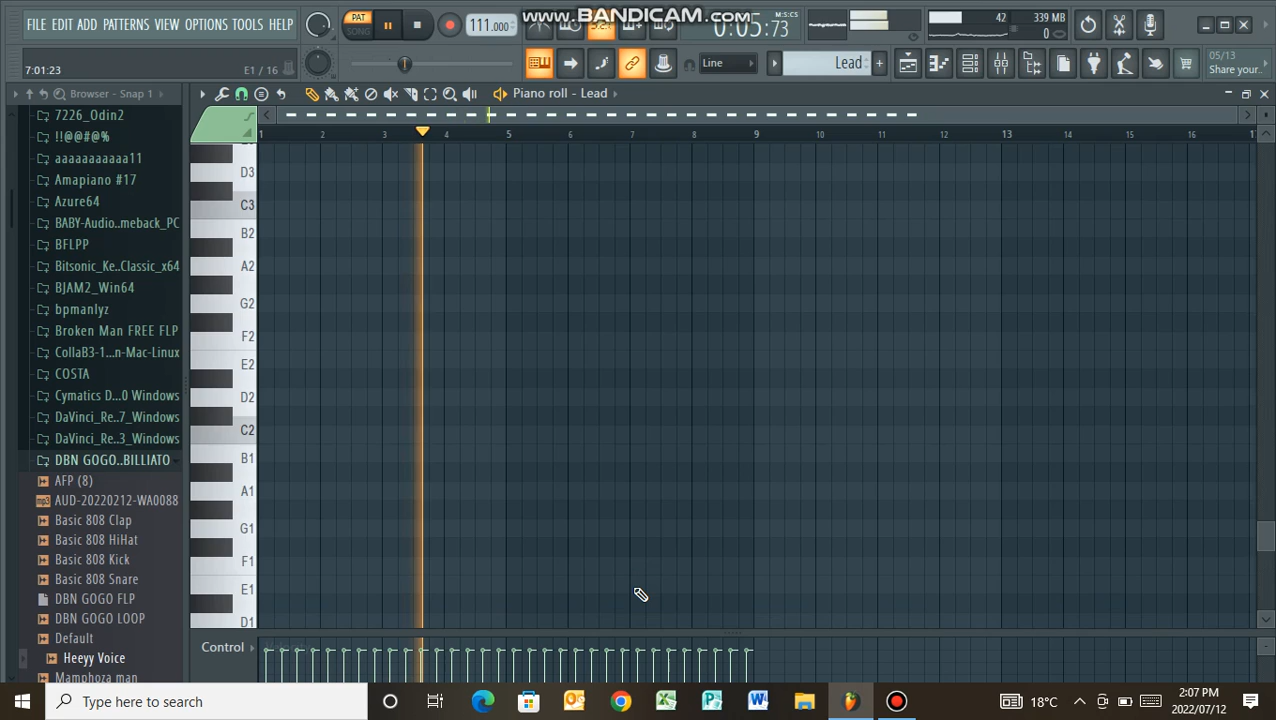 www.BANDICAM.com
FILE EDIT ADD PATTERNS VIEW OPTIONS TOOLS HELP
PAT
SONG
111.000
0:05:73
M:S:CS
42
339 MB
0
7:01:23
E1 / 16
Line
Lead
05/13
Share your..
Browser - Snap 1
Piano roll - Lead
1 2 3 4 5 6 7 8 9 10 11 12 13 14 15 16 17
7226_Odin2
!!@@#@%
aaaaaaaaaaa11
Amapiano #17
Azure64
BABY-Audio..meback_PC
BFLPP
Bitsonic_Ke..Classic_x64
BJAM2_Win64
bpmanlyz
Broken Man FREE FLP
CollaB3-1...n-Mac-Linux
COSTA
Cymatics D...0 Windows
DaVinci_Re..7_Windows
DaVinci_Re..3_Windows
DBN GOGO..BILLIATO
AFP (8)
AUD-20220212-WA0088
Basic 808 Clap
Basic 808 HiHat
Basic 808 Kick
Basic 808 Snare
DBN GOGO FLP
DBN GOGO LOOP
Default
Heeyy Voice
Mamphoza man
D3
C3
B2
A2
G2
F2
E2
D2
C2
B1
A1
G1
F1
E1
D1
Control
Type here to search
18°C
2:07 PM
2022/07/12